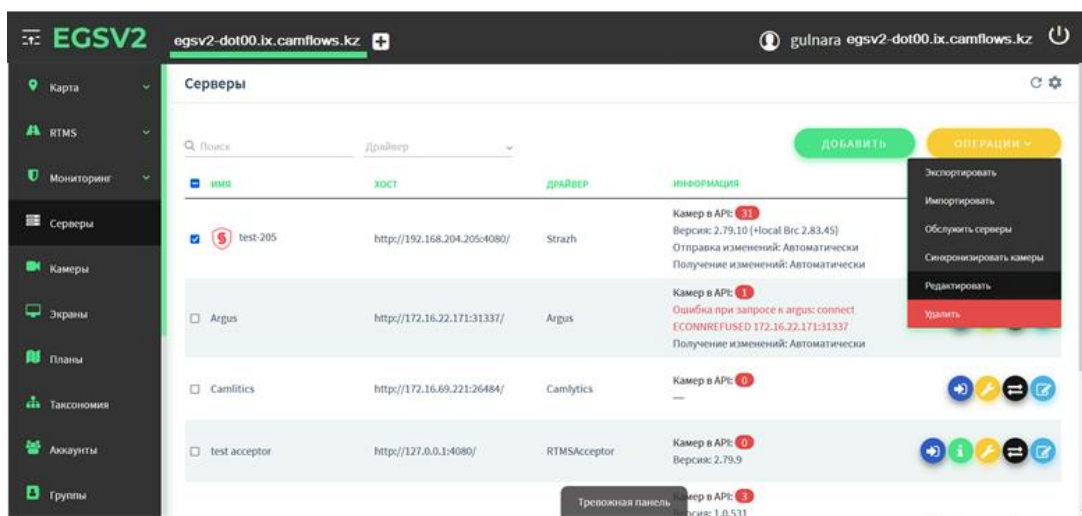 EGSV2
egsv2-dot00.ix.camflows.kz
gulnara egsv2-dot00.ix.camflows.kz
Карта
RTMS
Мониторинг
Серверы
Камеры
Экраны
Планы
Таксономия
Аккаунты
Группы
Серверы
Поиск
Драйвер
ДОБАВИТЬ
ОПЕРАЦИИ
Экспортировать
Импортировать
Обслужить серверы
Синхронизировать камеры
Редактировать
Удалить
ИМЯ ХОСТ ДРАЙВЕР ИНФОРМАЦИЯ
test-205 http://192.168.204.205:4080/ Strazh
Камер в API: 31
Версия: 2.79.10 (+local Brc 2.83.45)
Отправка изменений: Автоматически
Получение изменений: Автоматически
Argus http://172.16.22.171:31337/ Argus
Камер в API: 1
Ошибка при запросе к argus: connect
ECONNREFUSED 172.16.22.171:31337
Получение изменений: Автоматически
Camlitics http://172.16.69.221:26484/ Camlytics
Камер в API: 0
—
test acceptor http://127.0.0.1:4080/ RTMSAcceptor
Камер в API: 0
Версия: 2.79.9
Камер в API: 3
Версия: 1.0.531
Тревожная панель